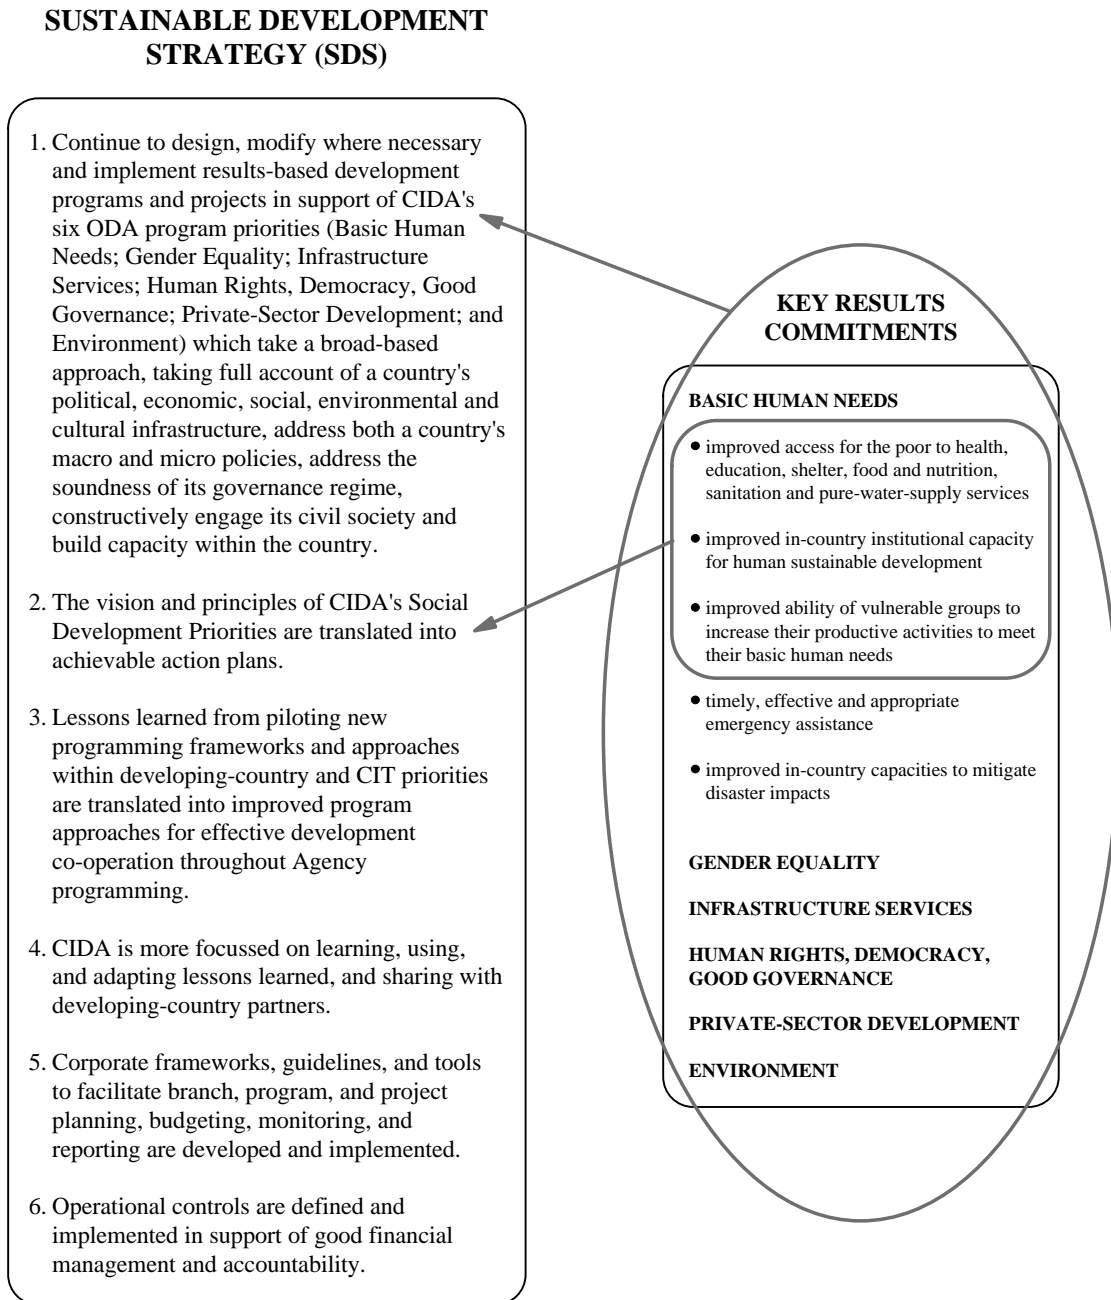 SUSTAINABLE DEVELOPMENT
STRATEGY (SDS)
1. Continue to design, modify where necessary
and implement results-based development
programs and projects in support of CIDA's
six ODA program priorities (Basic Human
Needs; Gender Equality; Infrastructure
Services; Human Rights, Democracy, Good
Governance; Private-Sector Development; and
Environment) which take a broad-based
approach, taking full account of a country's
political, economic, social, environmental and
cultural infrastructure, address both a country's
macro and micro policies, address the
soundness of its governance regime,
constructively engage its civil society and
build capacity within the country.
2. The vision and principles of CIDA's Social
Development Priorities are translated into
achievable action plans.
3. Lessons learned from piloting new
programming frameworks and approaches
within developing-country and CIT priorities
are translated into improved program
approaches for effective development
co-operation throughout Agency
programming.
4. CIDA is more focussed on learning, using,
and adapting lessons learned, and sharing with
developing-country partners.
5. Corporate frameworks, guidelines, and tools
to facilitate branch, program, and project
planning, budgeting, monitoring, and
reporting are developed and implemented.
6. Operational controls are defined and
implemented in support of good financial
management and accountability.
KEY RESULTS
COMMITMENTS
BASIC HUMAN NEEDS
● improved access for the poor to health,
education, shelter, food and nutrition,
sanitation and pure-water-supply services
● improved in-country institutional capacity
for human sustainable development
● improved ability of vulnerable groups to
increase their productive activities to meet
their basic human needs
● timely, effective and appropriate
emergency assistance
● improved in-country capacities to mitigate
disaster impacts
GENDER EQUALITY
INFRASTRUCTURE SERVICES
HUMAN RIGHTS, DEMOCRACY,
GOOD GOVERNANCE
PRIVATE-SECTOR DEVELOPMENT
ENVIRONMENT